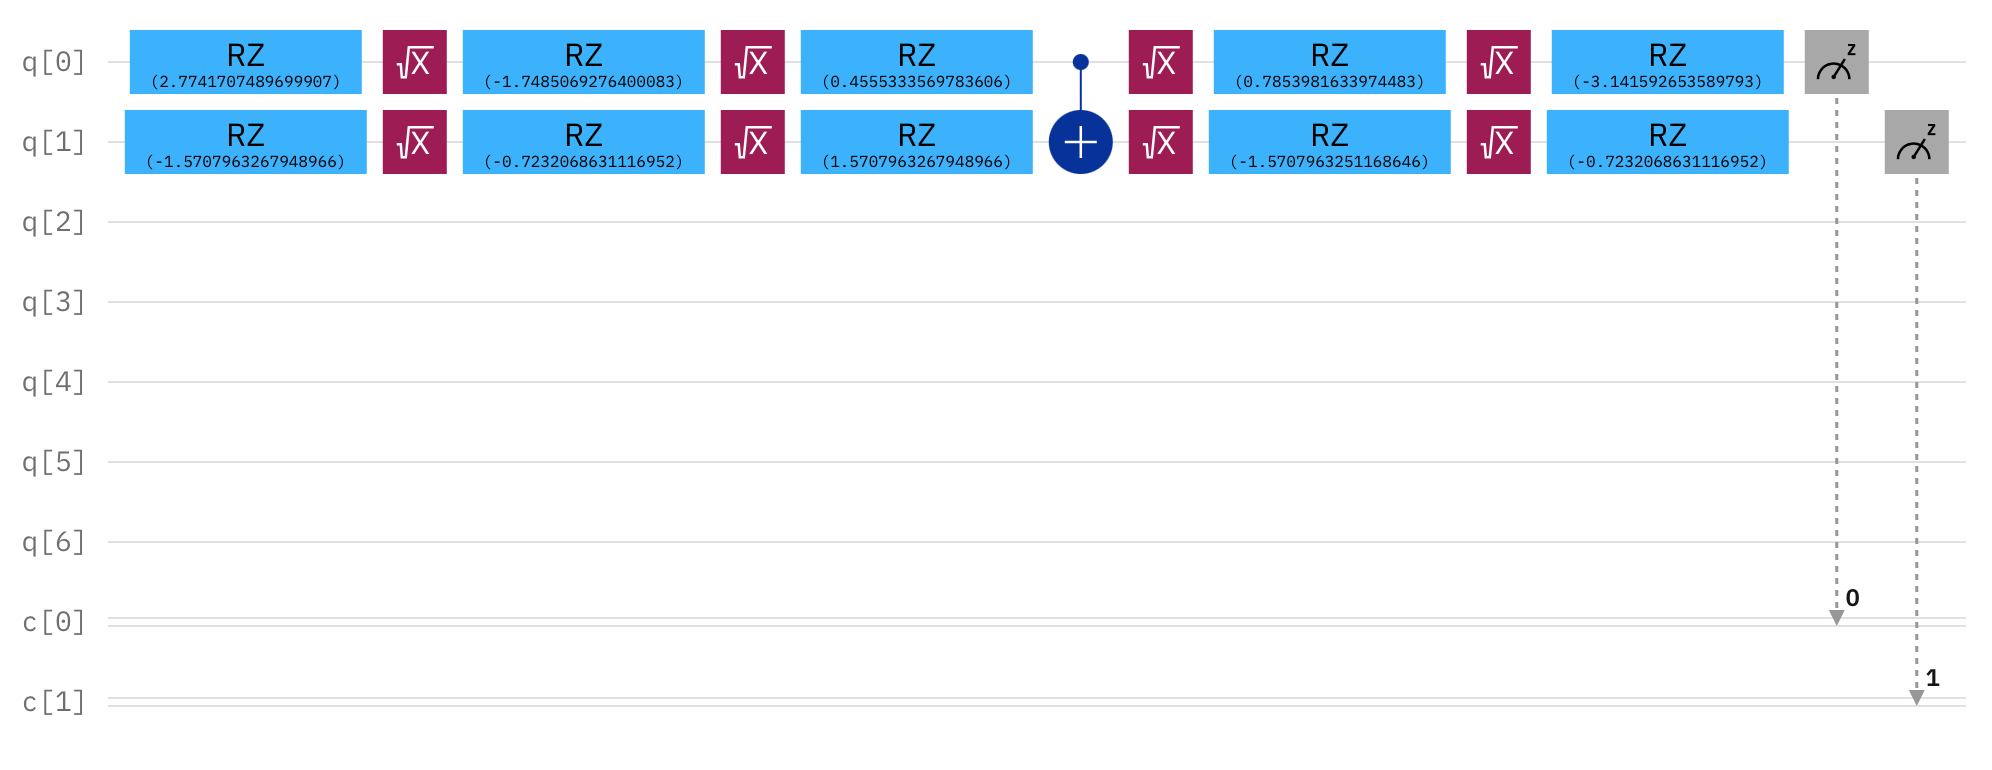 q[0] RZ √X RZ √X RZ √X RZ √X RZ z
(2.7741707489699907) (-1.7485069276400083) (0.4555333569783606) (0.7853981633974483) (-3.141592653589793)
q[1] RZ √X RZ √X RZ + √X RZ √X RZ z
(-1.5707963267948966) (-0.7232068631116952) (1.5707963267948966) (-1.5707963251168646) (-0.7232068631116952)
q[2]
q[3]
q[4]
q[5]
q[6]
c[0] 0
c[1] 1